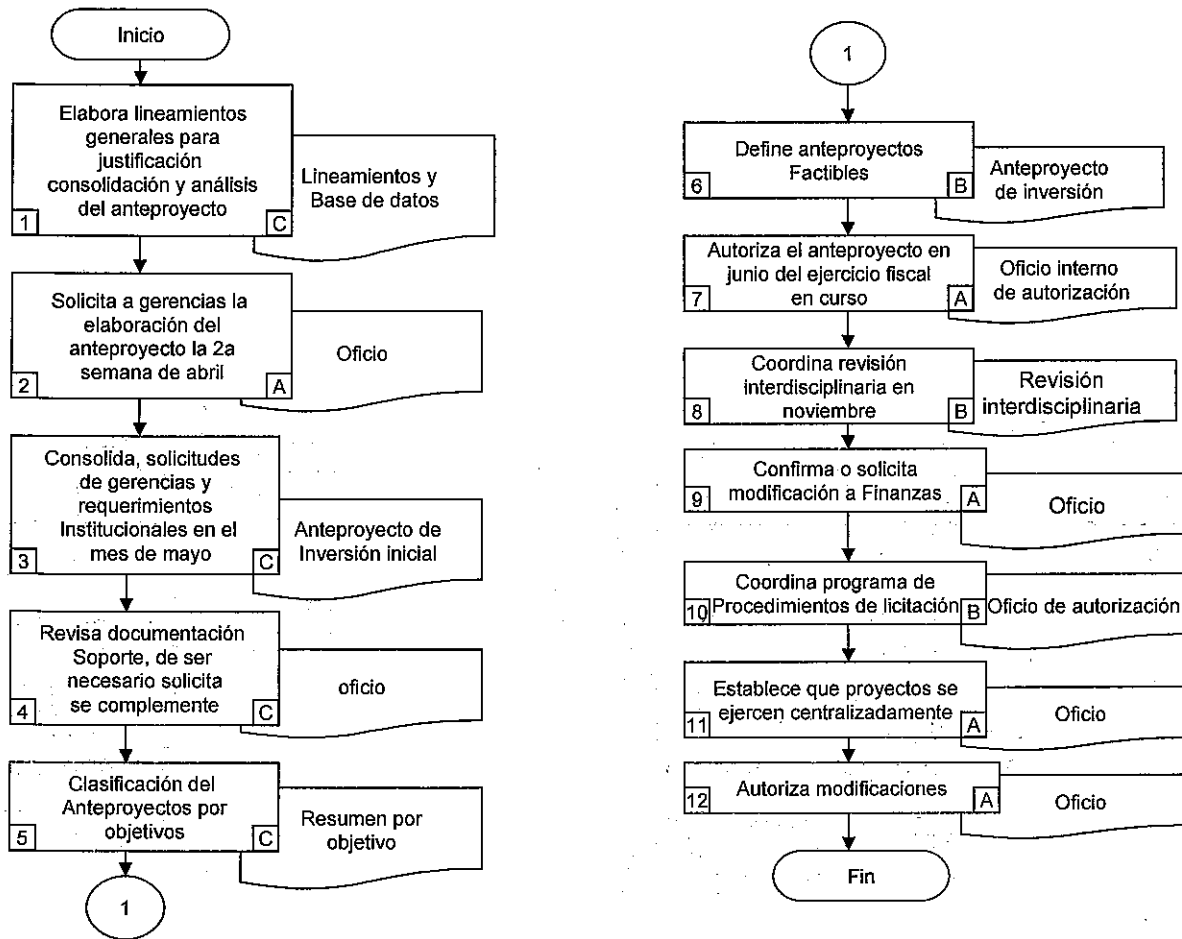 Inicio
Elabora lineamientos
generales para
justificación
consolidación y análisis
del anteproyecto
1
C
Lineamientos y
Base de datos
Solicita a gerencias la
elaboración del
anteproyecto la 2a
semana de abril
2
A
Oficio
Consolida, solicitudes
de gerencias y
requerimientos
Institucionales en el
mes de mayo
3
C
Anteproyecto de
Inversión inicial
Revisa documentación
Soporte, de ser
necesario solicita
se complemente
4
C
oficio
Clasificación del
Anteproyectos por
objetivos
5
C
Resumen por
objetivo
1
1
Define anteproyectos
Factibles
6
B
Anteproyecto
de inversión
Autoriza el anteproyecto en
junio del ejercicio fiscal
en curso
7
A
Oficio interno
de autorización
Coordina revisión
interdisciplinaria en
noviembre
8
B
Revisión
interdisciplinaria
Confirma o solicita
modificación a Finanzas
9
A
Oficio
Coordina programa de
Procedimientos de licitación
10
B
Oficio de autorización
Establece que proyectos se
ejercen centralizadamente
11
A
Oficio
Autoriza modificaciones
12
A
Oficio
Fin